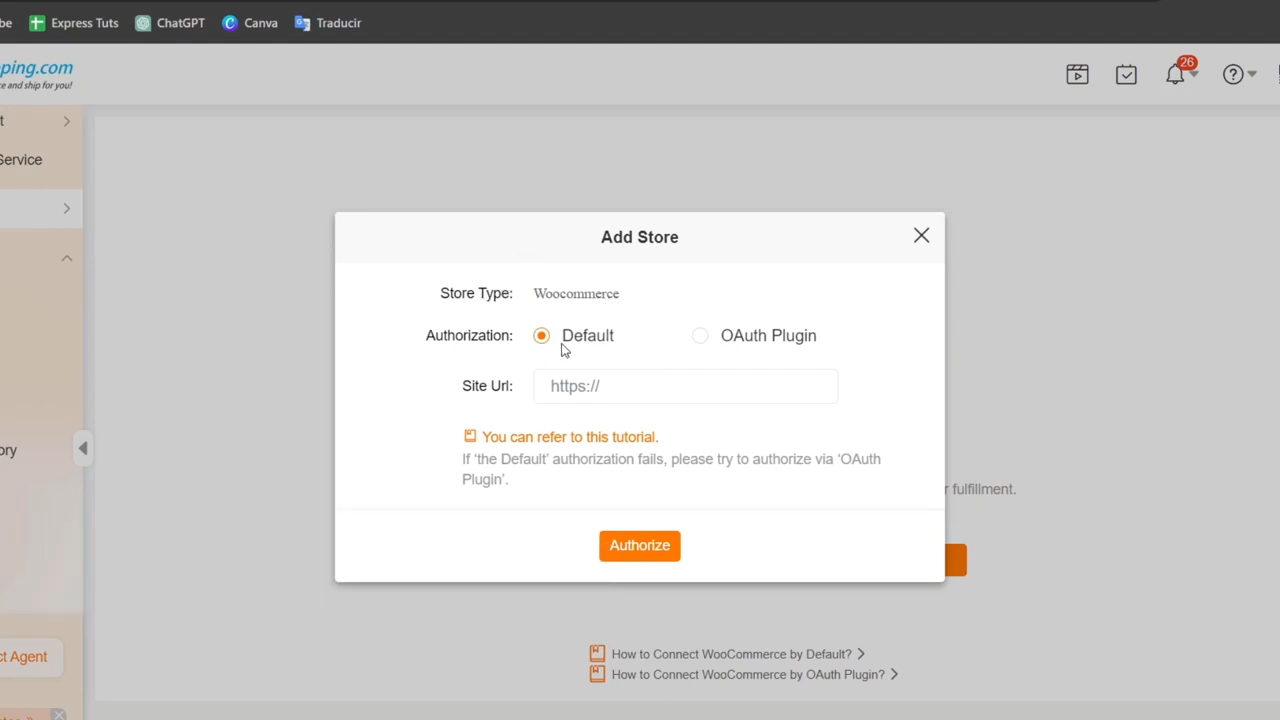 be Express Tuts ChatGPT Canva Traducir
ping.com
e and ship for you!
26
t
Service
ory
ct Agent
Add Store
Store Type: Woocommerce
Authorization: Default OAuth Plugin
Site Url: https://
You can refer to this tutorial.
If ‘the Default’ authorization fails, please try to authorize via ‘OAuth
Plugin’.
Authorize
r fulfillment.
How to Connect WooCommerce by Default?
How to Connect WooCommerce by OAuth Plugin?